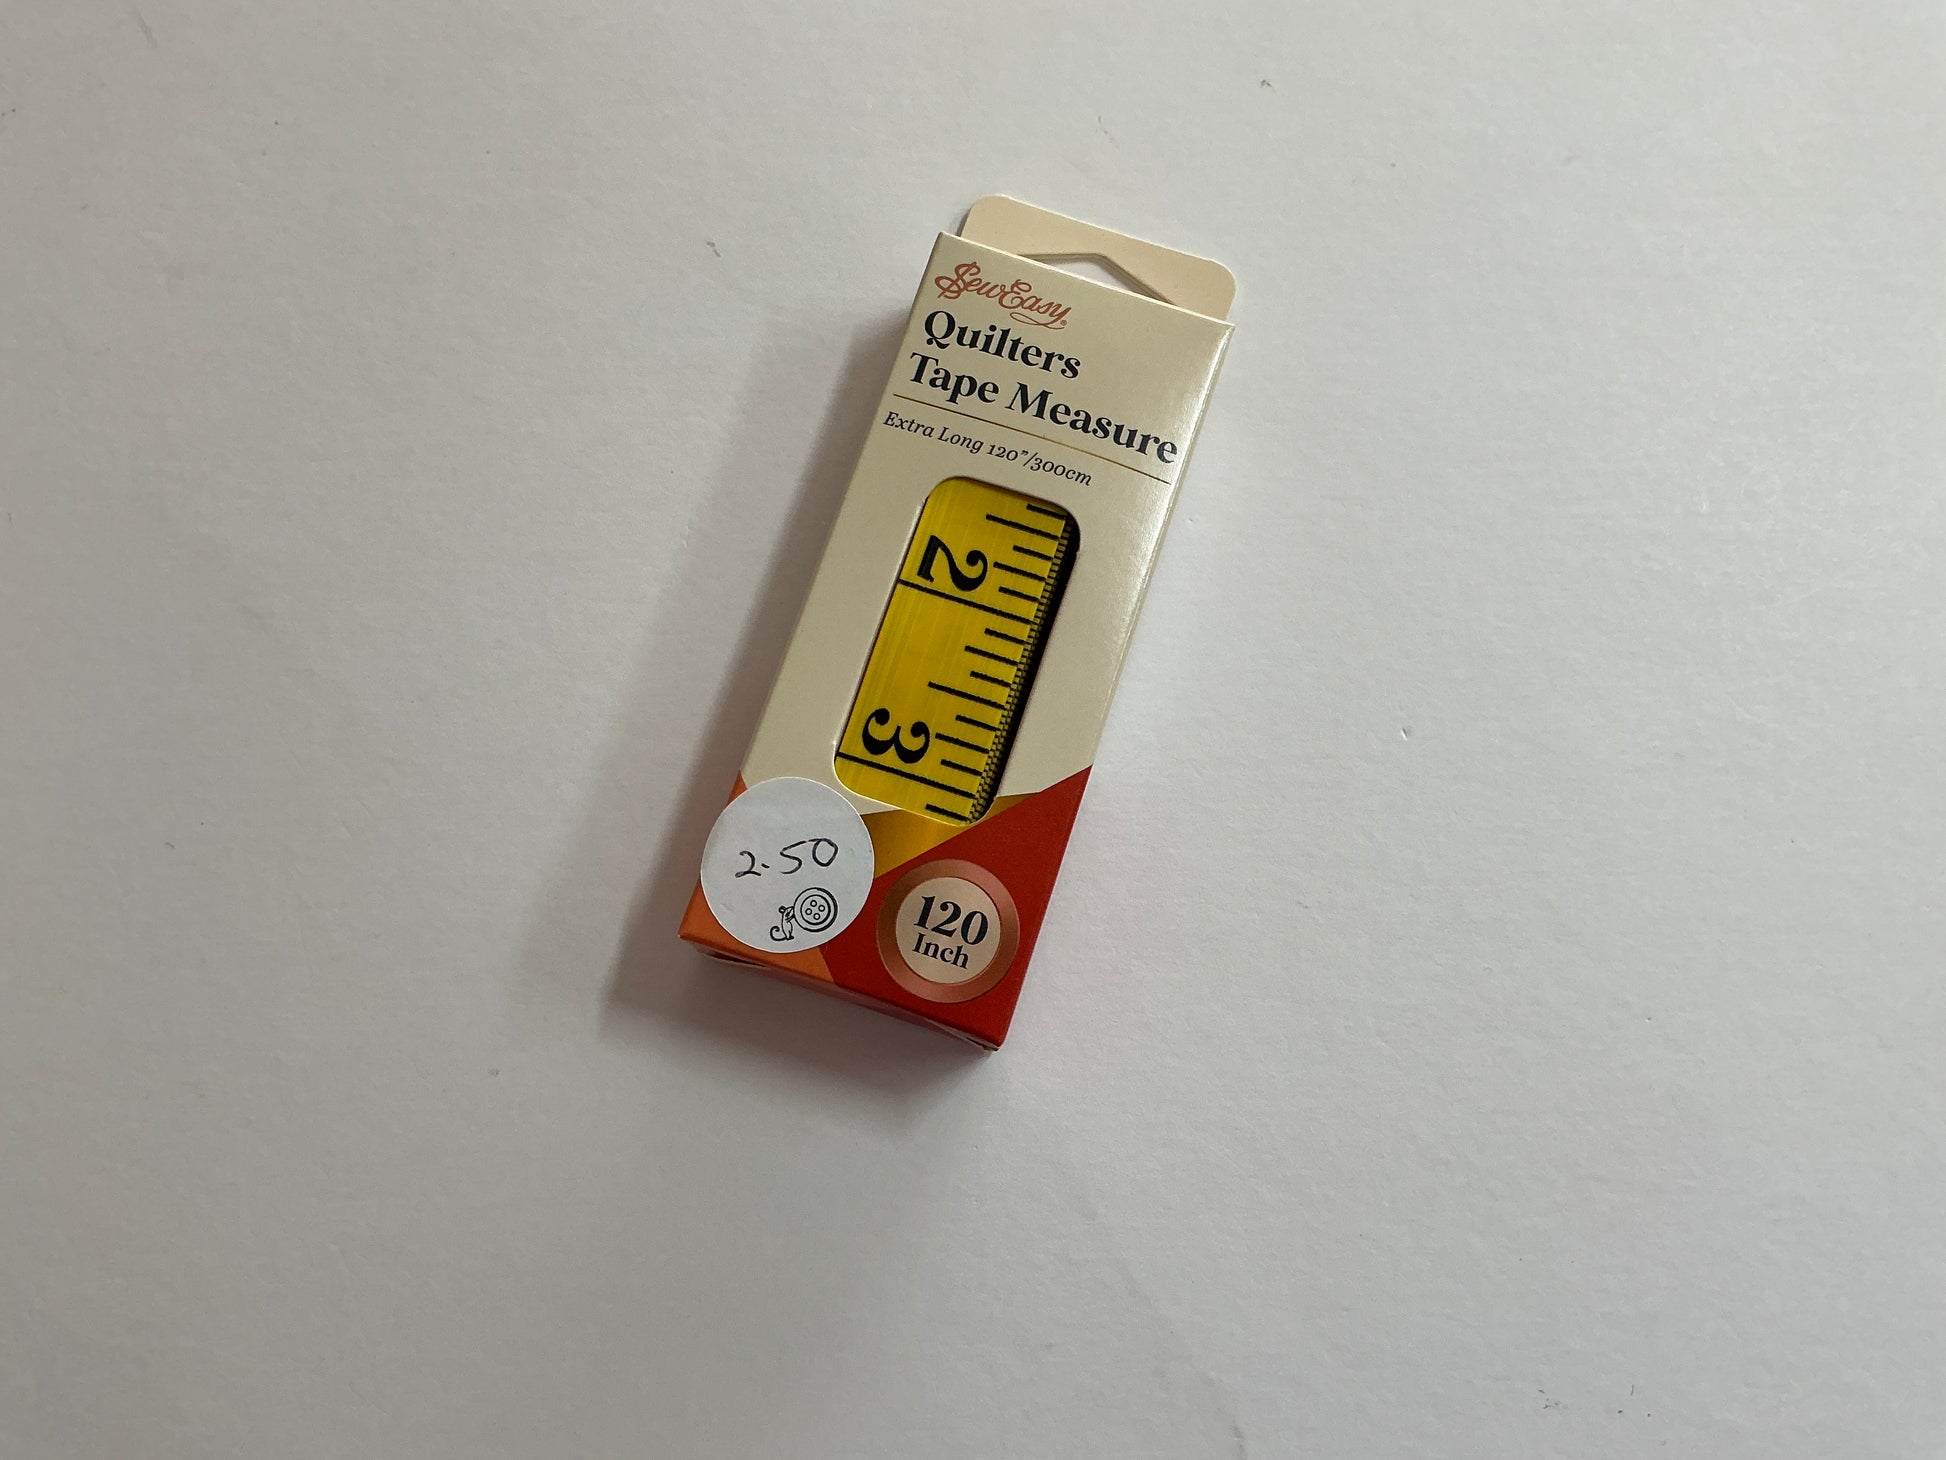 SewEasy®
Quilters
Tape Measure
Extra Long 120"/300cm
2
3
2.50
120
Inch